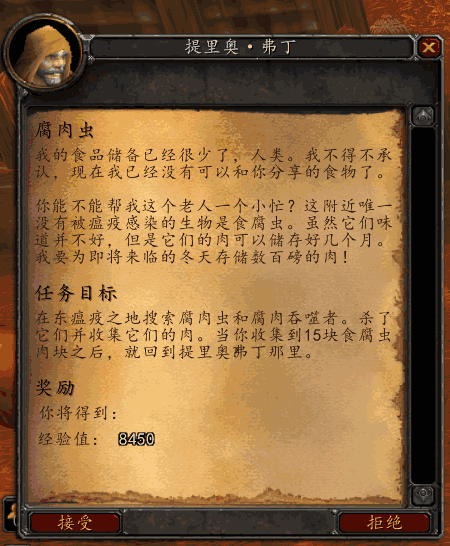 提里奥·弗丁
腐肉虫
我的食品储备已经很少了，人类。我不得不承
认，现在我已经没有可以和你分享的食物了。
你能不能帮我这个老人一个小忙？这附近唯一
没有被瘟疫感染的生物是食腐虫。虽然它们味
道并不好，但是它们的肉可以储存好几个月。
我要为即将来临的冬天存储数百磅的肉！
任务目标
在东瘟疫之地搜索腐肉虫和腐肉吞噬者。杀了
它们并收集它们的肉。当你收集到15块食腐虫
肉块之后，就回到提里奥弗丁那里。
奖励
你将得到：
经验值： 8450
接受
拒绝